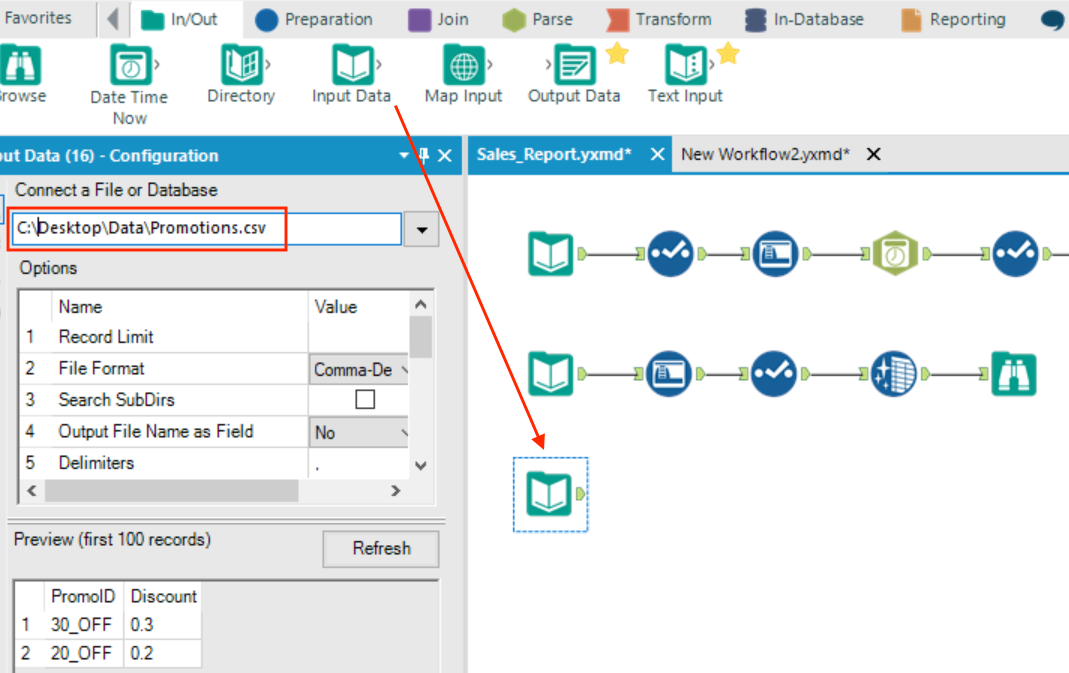 Favorites In/Out Preparation Join Parse Transform In-Database Reporting
Browse Date Time Now Directory Input Data Map Input Output Data Text Input
ut Data (16) - Configuration
Sales_Report.yxmd* New Workflow2.yxmd*
Connect a File or Database
C:\Desktop\Data\Promotions.csv
Options
Name Value
1 Record Limit
2 File Format Comma-De
3 Search SubDirs
4 Output File Name as Field No
5 Delimiters ,
Preview (first 100 records) Refresh
PromoID Discount
1 30_OFF 0.3
2 20_OFF 0.2